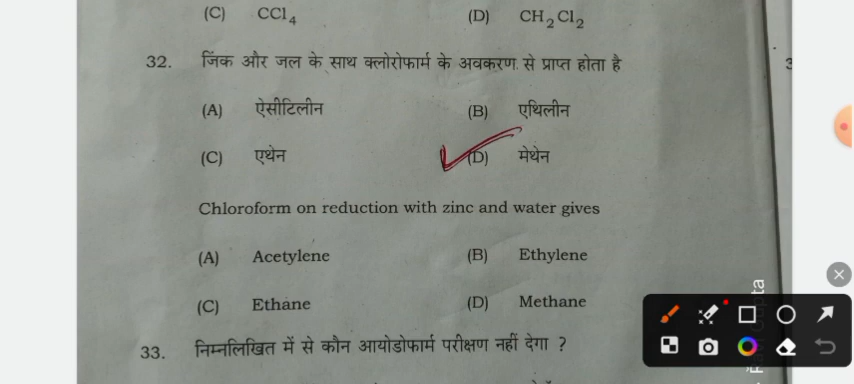 (C) CCl₄ (D) CH₂Cl₂
32. जिंक और जल के साथ क्लोरोफार्म के अवकरण से प्राप्त होता है
(A) ऐसीटिलीन (B) एथिलीन
(C) एथेन (D) मेथेन
Chloroform on reduction with zinc and water gives
(A) Acetylene (B) Ethylene
(C) Ethane (D) Methane
33. निम्नलिखित में से कौन आयोडोफार्म परीक्षण नहीं देगा ?